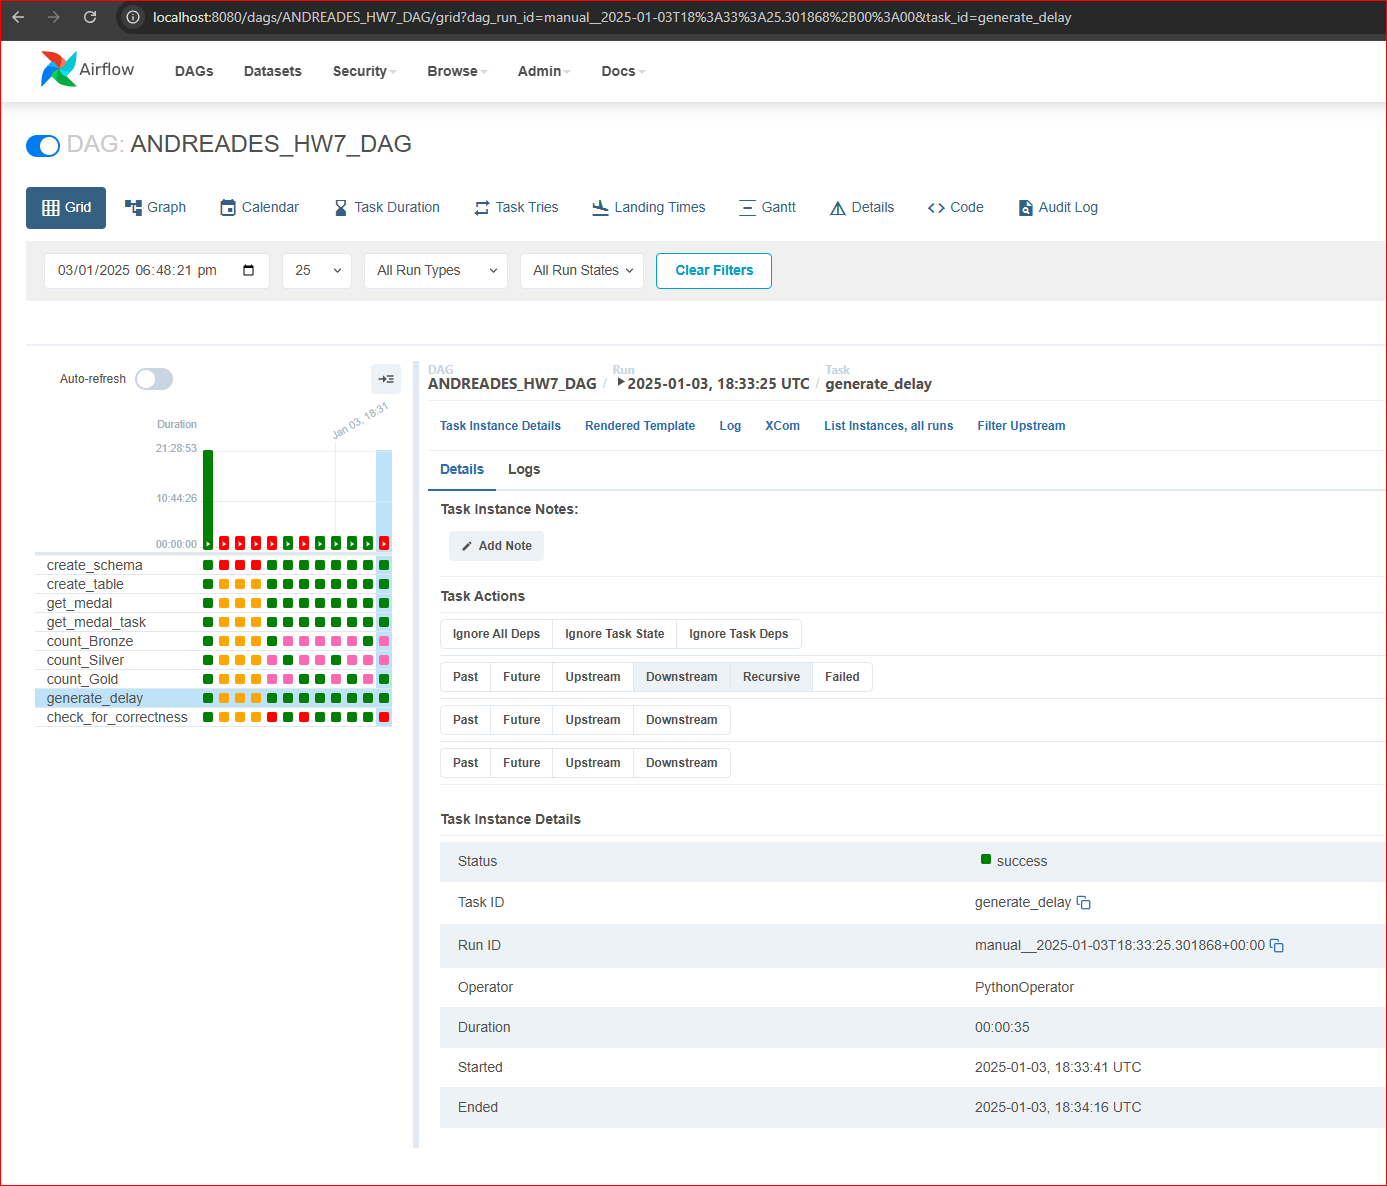 localhost:8080/dags/ANDREADES_HW7_DAG/grid?dag_run_id=manual__2025-01-03T18%3A33%3A25.301868%2B00%3A00&task_id=generate_delay
Airflow DAGs Datasets Security Browse Admin Docs
DAG: ANDREADES_HW7_DAG
Grid Graph Calendar Task Duration Task Tries Landing Times Gantt Details Code Audit Log
03/01/2025 06:48:21 pm 25 All Run Types All Run States Clear Filters
Auto-refresh
Jan 03, 18:31
Duration
21:28:53
10:44:26
00:00:00
create_schema
create_table
get_medal
get_medal_task
count_Bronze
count_Silver
count_Gold
generate_delay
check_for_correctness
DAG Run Task
ANDREADES_HW7_DAG / 2025-01-03, 18:33:25 UTC / generate_delay
Task Instance Details Rendered Template Log XCom List Instances, all runs Filter Upstream
Details Logs
Task Instance Notes:
Add Note
Task Actions
Ignore All Deps Ignore Task State Ignore Task Deps
Past Future Upstream Downstream Recursive Failed
Past Future Upstream Downstream
Past Future Upstream Downstream
Task Instance Details
Status success
Task ID generate_delay
Run ID manual__2025-01-03T18:33:25.301868+00:00
Operator PythonOperator
Duration 00:00:35
Started 2025-01-03, 18:33:41 UTC
Ended 2025-01-03, 18:34:16 UTC